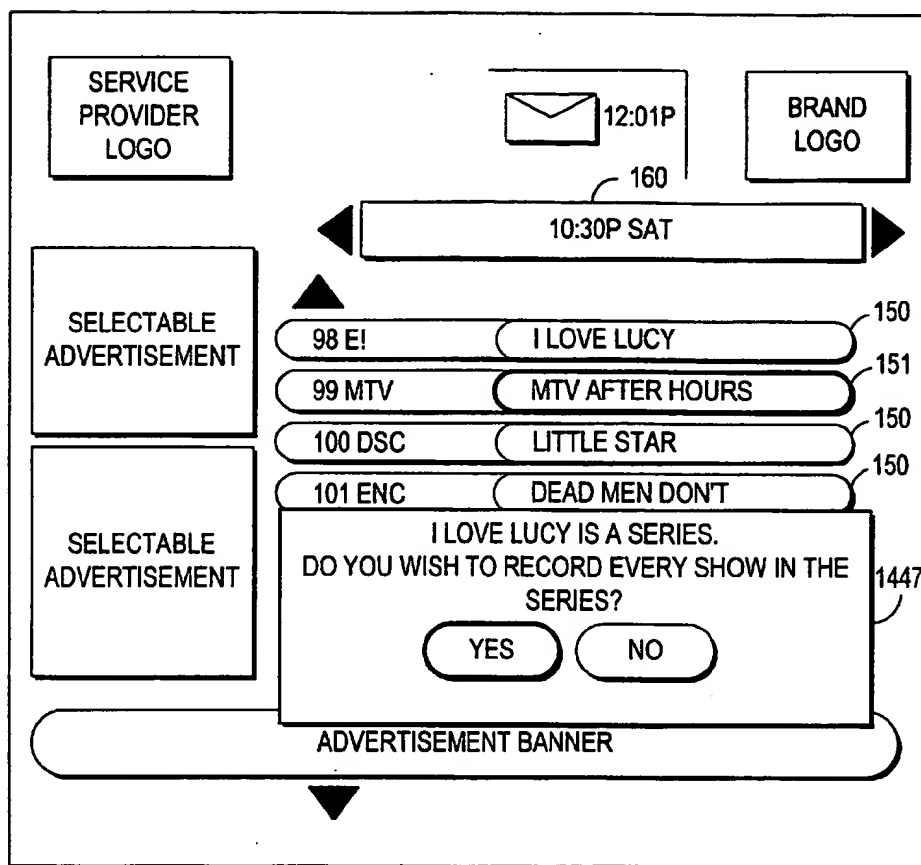 SERVICE
PROVIDER
LOGO
12:01P
BRAND
LOGO
160
10:30P SAT
SELECTABLE
ADVERTISEMENT
98 E! I LOVE LUCY 150
99 MTV MTV AFTER HOURS 151
100 DSC LITTLE STAR 150
101 ENC DEAD MEN DON'T 150
SELECTABLE
ADVERTISEMENT
I LOVE LUCY IS A SERIES.
DO YOU WISH TO RECORD EVERY SHOW IN THE
SERIES?
1447
YES NO
ADVERTISEMENT BANNER